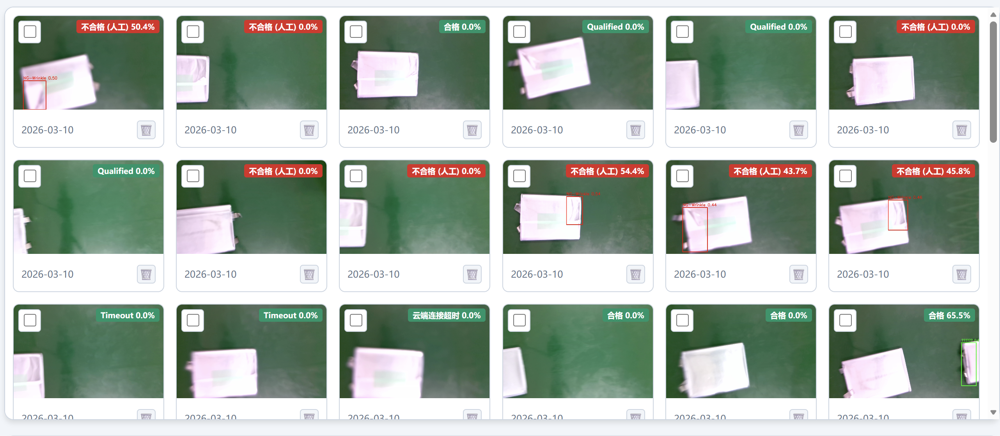 不合格 (人工) 50.4%
不合格 (人工) 0.0%
合格 0.0%
Qualified 0.0%
Qualified 0.0%
不合格 (人工) 0.0%
NG-Wrinkle 0.50
2026-03-10
2026-03-10
2026-03-10
2026-03-10
2026-03-10
2026-03-10
Qualified 0.0%
不合格 (人工) 0.0%
不合格 (人工) 0.0%
不合格 (人工) 54.4%
不合格 (人工) 43.7%
不合格 (人工) 45.8%
NG-Wrinkle 0.54
NG-Wrinkle 0.44
NG-Wrinkle 0.46
2026-03-10
2026-03-10
2026-03-10
2026-03-10
2026-03-10
2026-03-10
Timeout 0.0%
Timeout 0.0%
云端连接超时 0.0%
合格 0.0%
合格 0.0%
合格 65.5%
??????
2026-03-10
2026-03-10
2026-03-10
2026-03-10
2026-03-10
2026-03-10